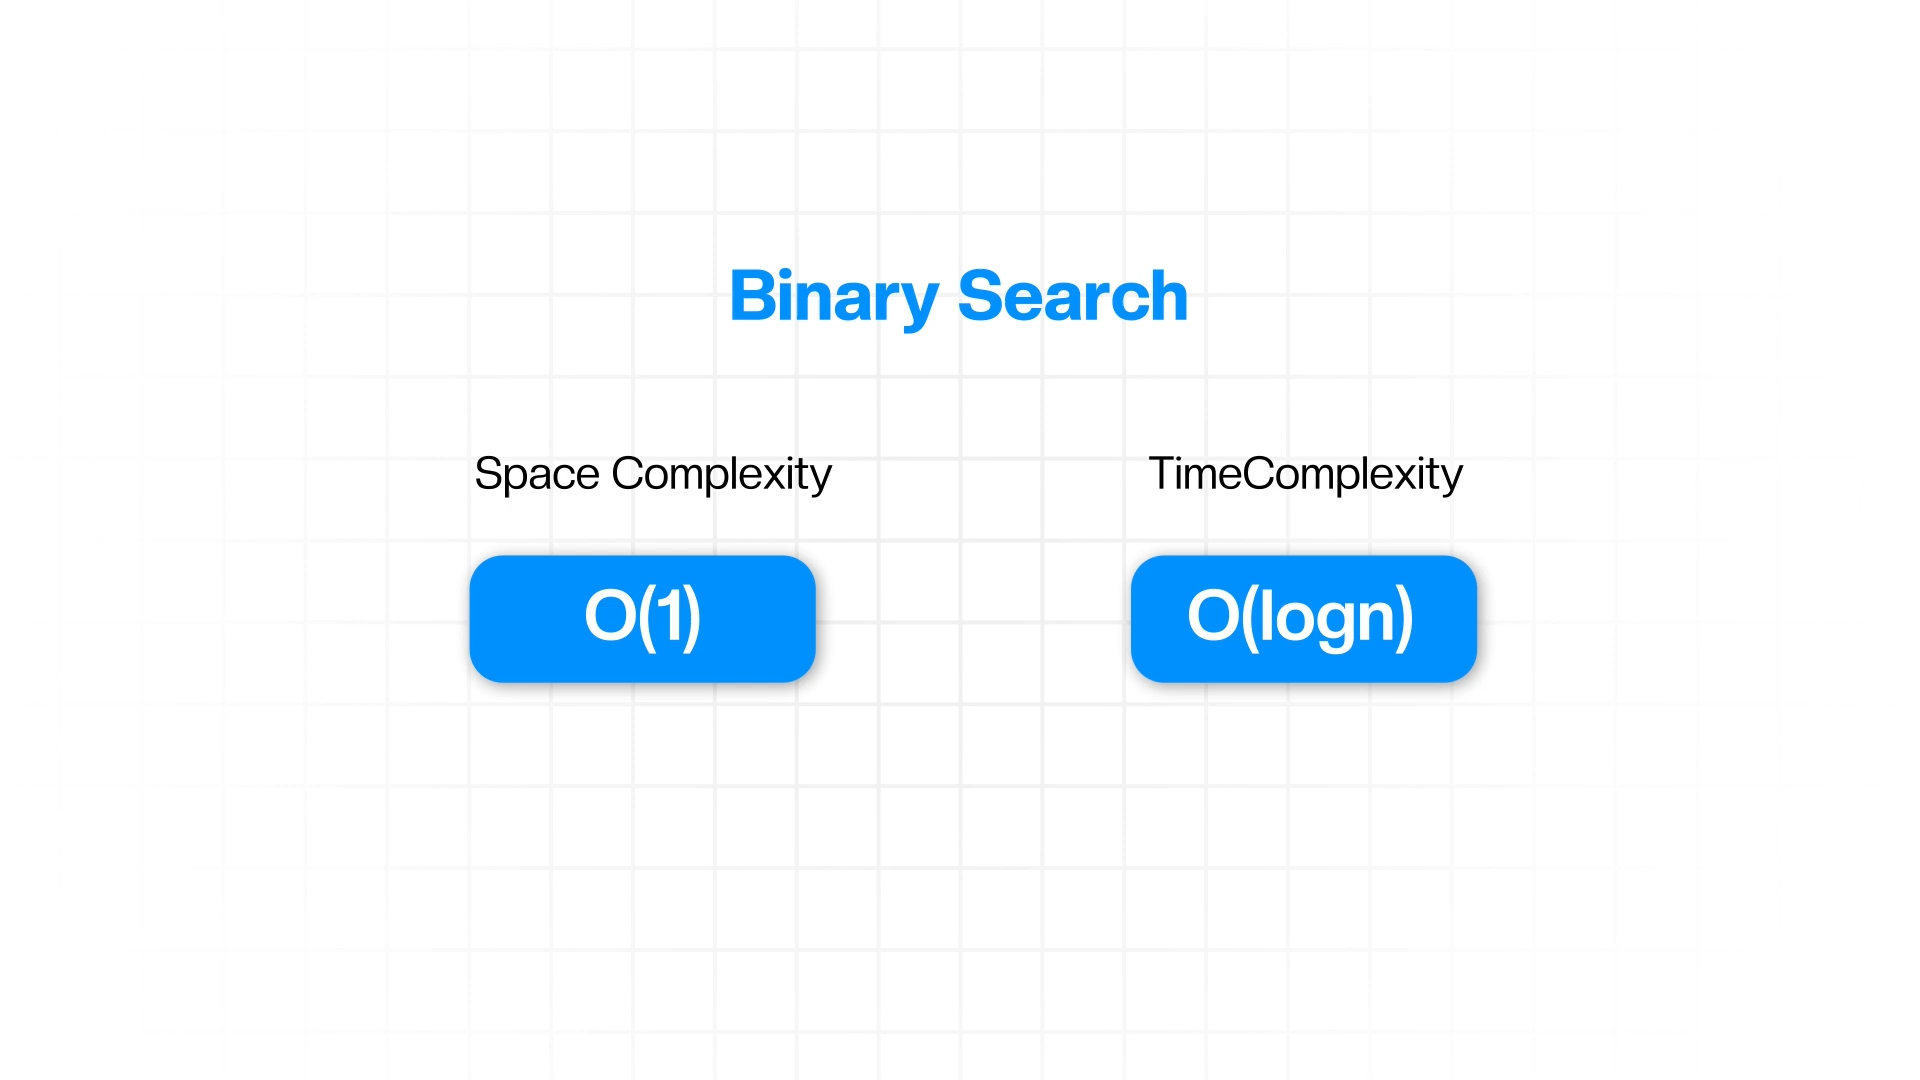 Binary Search
Space Complexity
TimeComplexity
O(1)
O(logn)